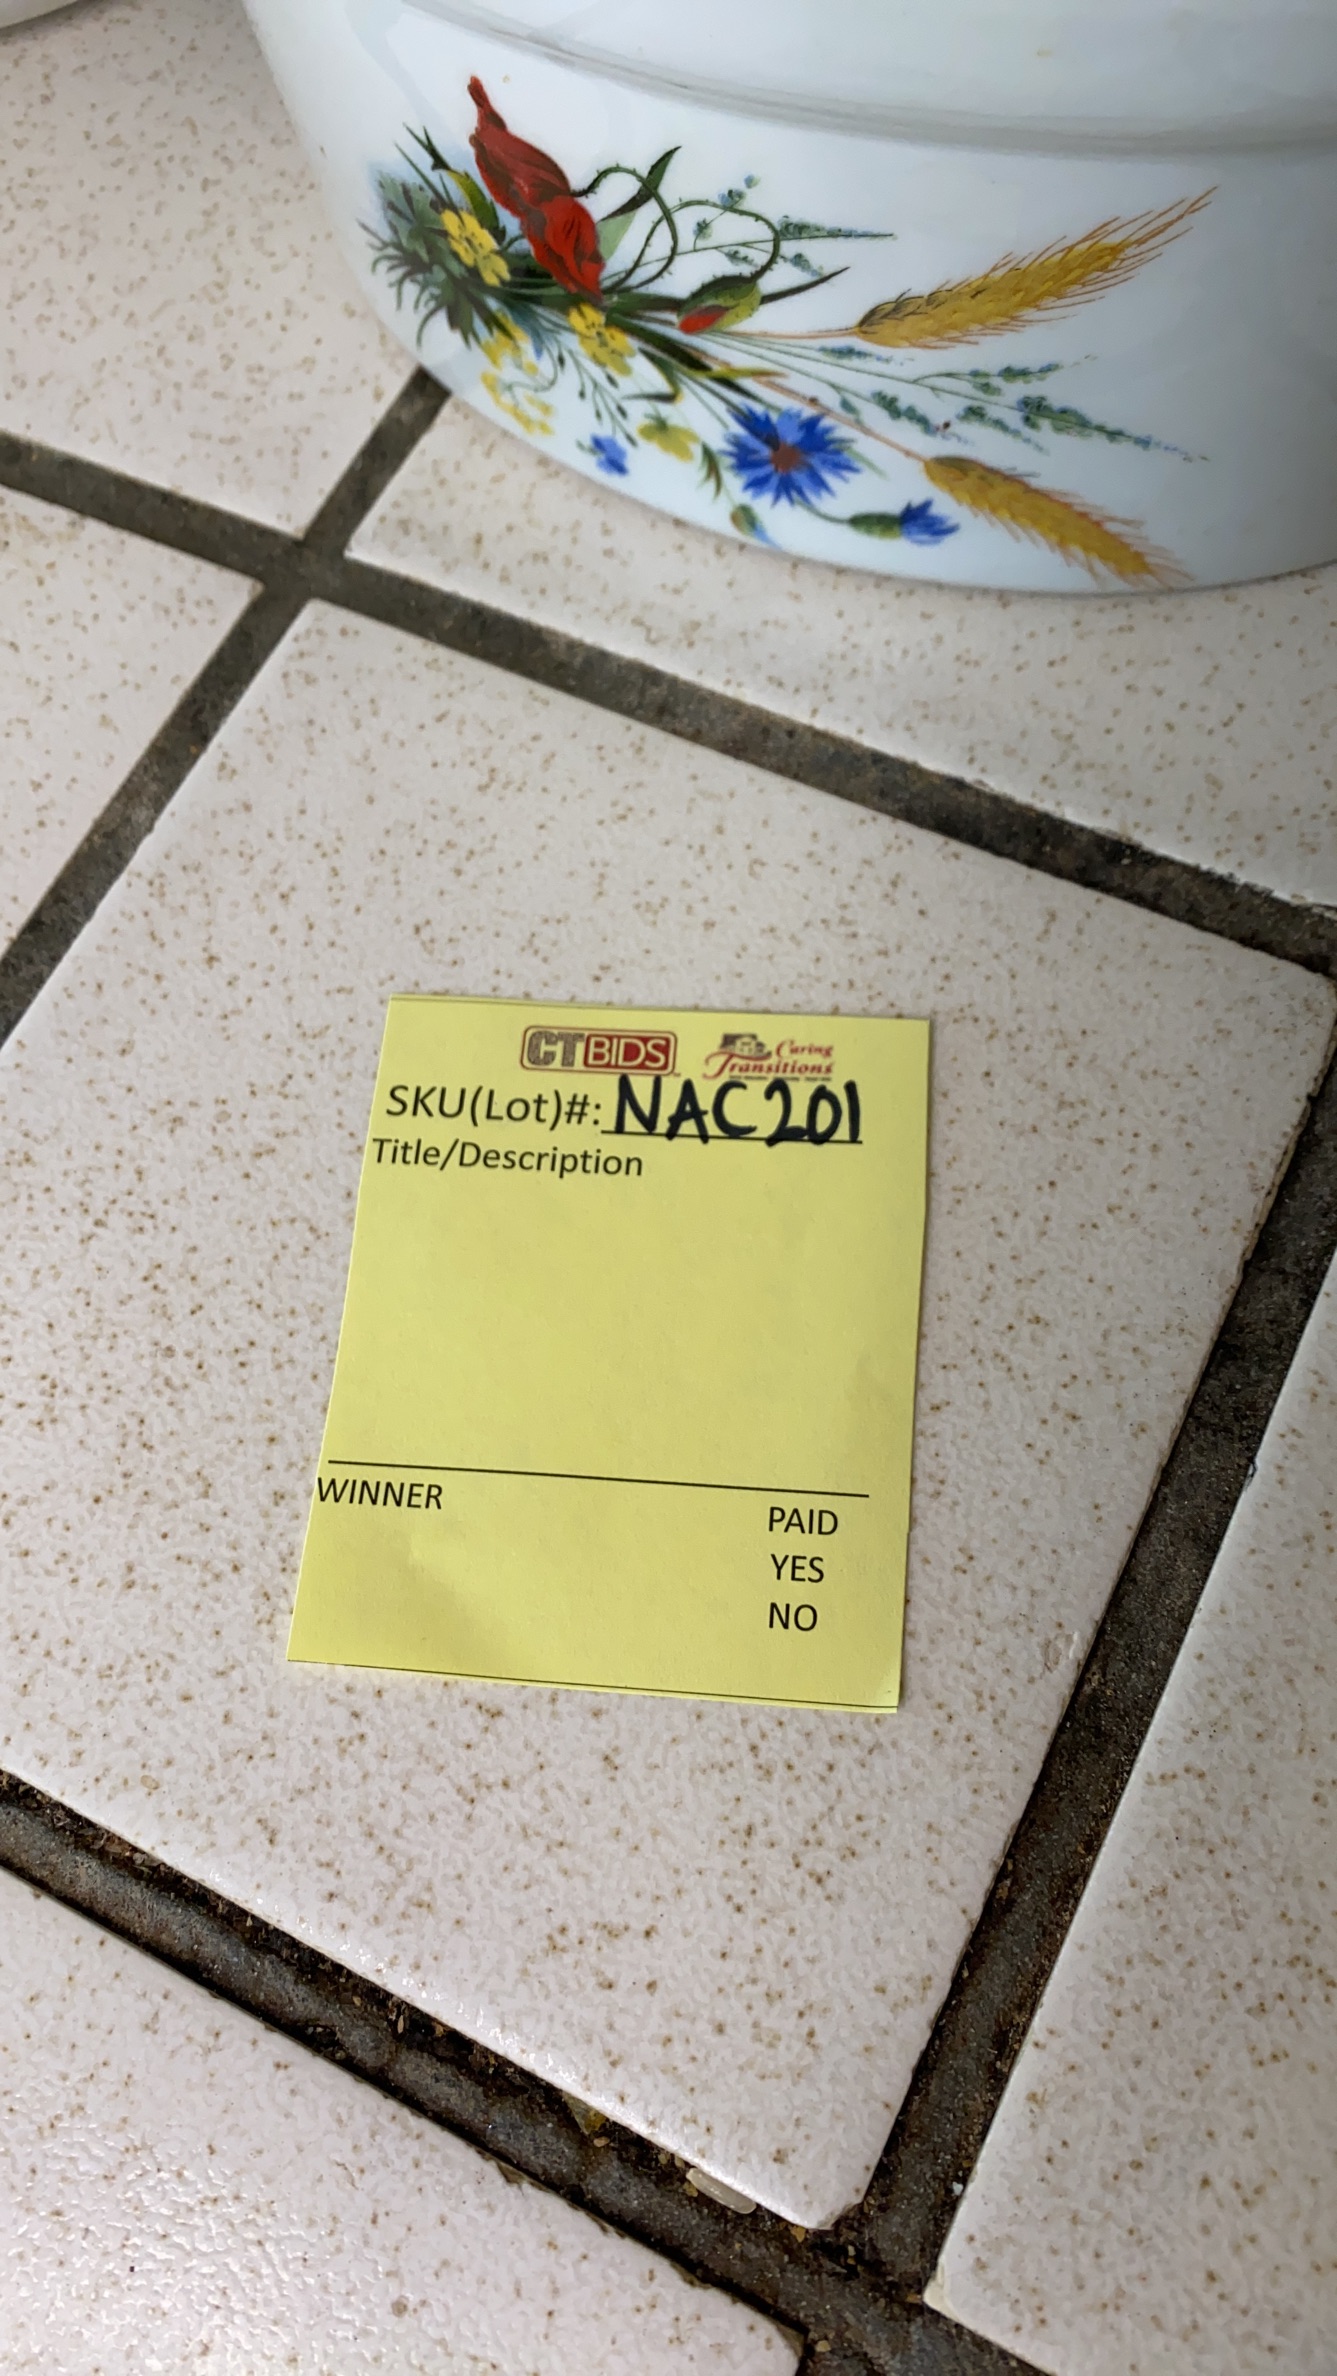 CTBIDS Caring Transitions
SKU(Lot)#: NAC201
Title/Description
WINNER
PAID
YES
NO